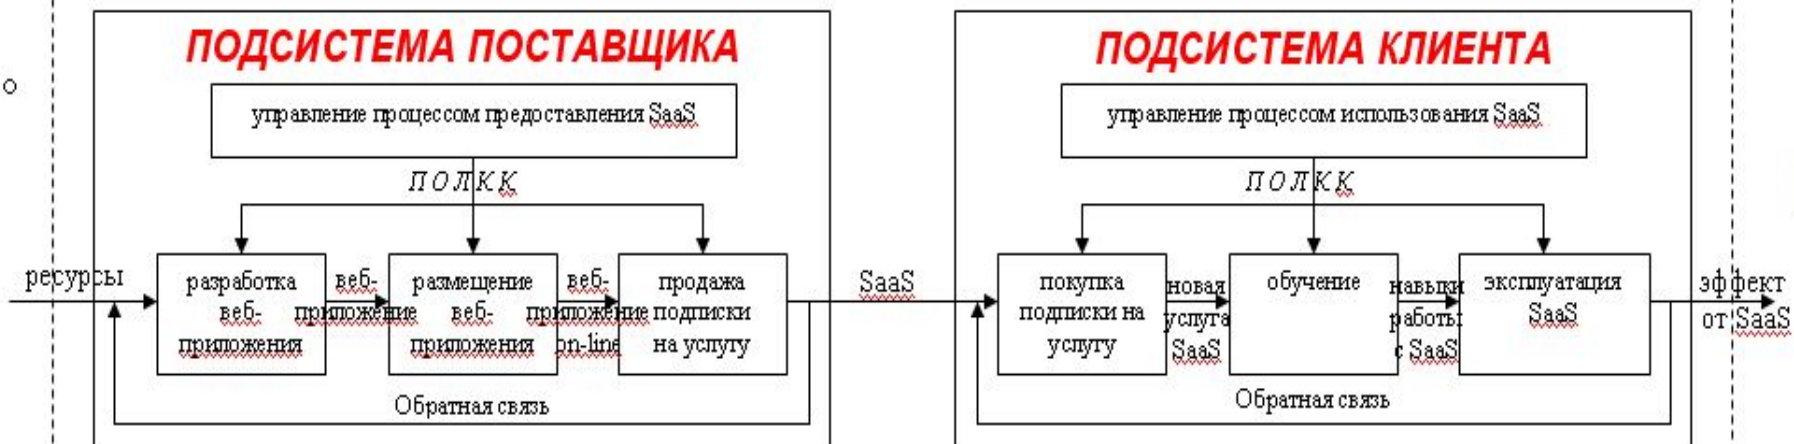 о
ПОДСИСТЕМА ПОСТАВЩИКА
управление процессом предоставления SaaS
П О Л К К
ресурсы
разработка
веб-
приложения
веб-
приложение
размещение
веб-
приложения
веб-
приложение
on-line
продажа
подписки
на услугу
Обратная связь
SaaS
ПОДСИСТЕМА КЛИЕНТА
управление процессом использования SaaS
П О Л К К
покупка
подписки на
услугу
новая
услуга
SaaS
обучение
навыки
работы
с SaaS
эксплуатация
SaaS
Обратная связь
эффект
от SaaS